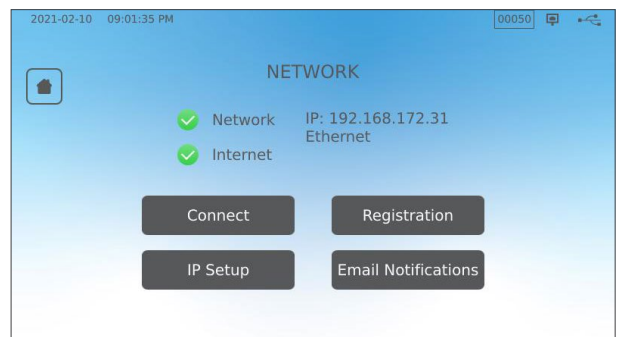 2021-02-10 09:01:35 PM 00050
NETWORK
Network IP: 192.168.172.31
Ethernet
Internet
Connect Registration
IP Setup Email Notifications